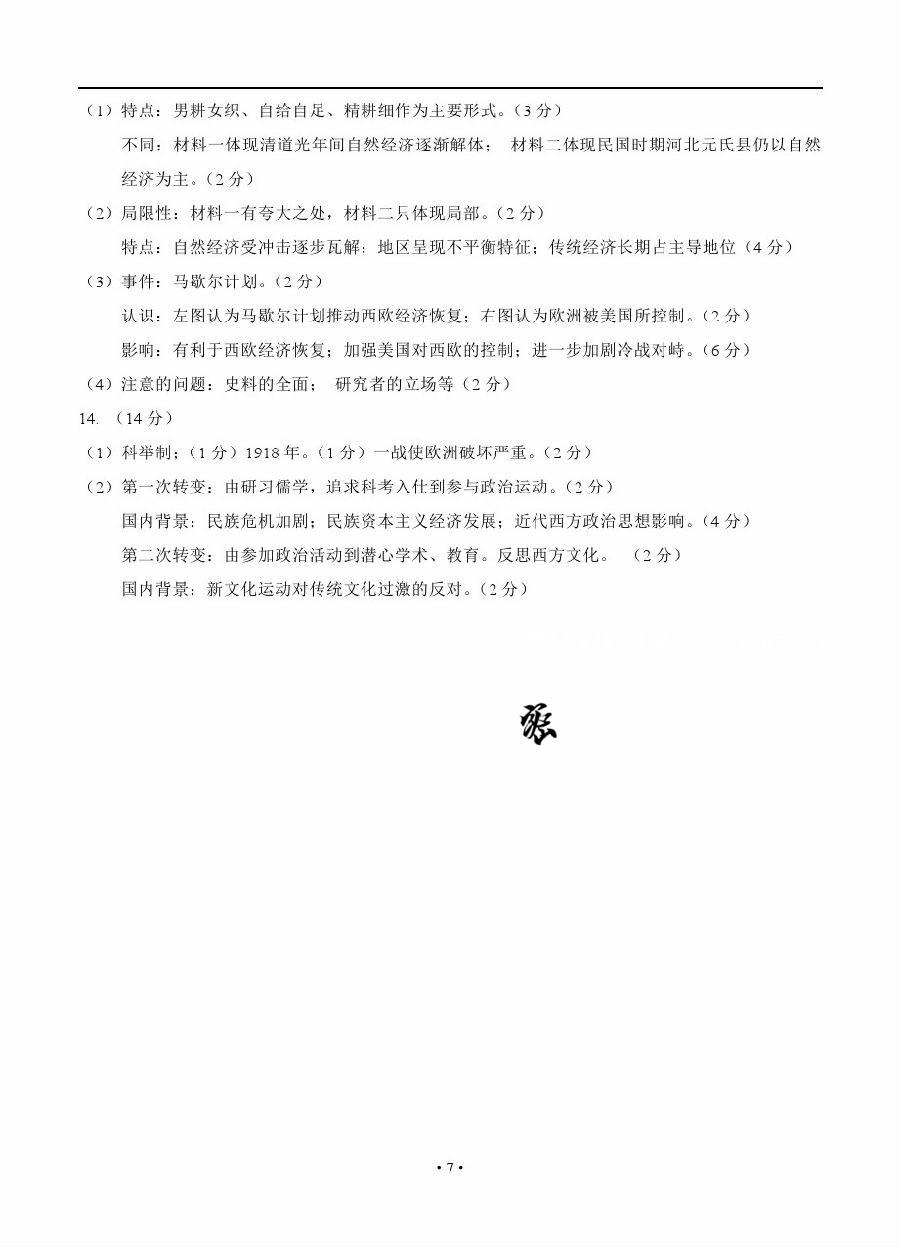 （1）特点：男耕女织、自给自足、精耕细作为主要形式。（3 分）
不同：材料一体现清道光年间自然经济逐渐解体； 材料二体现民国时期河北元氏县仍以自然
经济为主。（2 分）
（2）局限性：材料一有夸大之处，材料二只体现局部。（2 分）
特点：自然经济受冲击逐步瓦解；地区呈现不平衡特征；传统经济长期占主导地位（4 分）
（3）事件：马歇尔计划。（2 分）
认识：左图认为马歇尔计划推动西欧经济恢复；右图认为欧洲被美国所控制。（2 分）
影响：有利于西欧经济恢复；加强美国对西欧的控制；进一步加剧冷战对峙。（6 分）
（4）注意的问题：史料的全面； 研究者的立场等（2 分）
14. （14 分）
（1）科举制；（1 分）1918 年。（1 分）一战使欧洲破坏严重。（2 分）
（2）第一次转变：由研习儒学，追求科考入仕到参与政治运动。（2 分）
国内背景：民族危机加剧；民族资本主义经济发展；近代西方政治思想影响。（4 分）
第二次转变：由参加政治活动到潜心学术、教育。反思西方文化。 （2 分）
国内背景：新文化运动对传统文化过激的反对。（2 分）
• 7 •